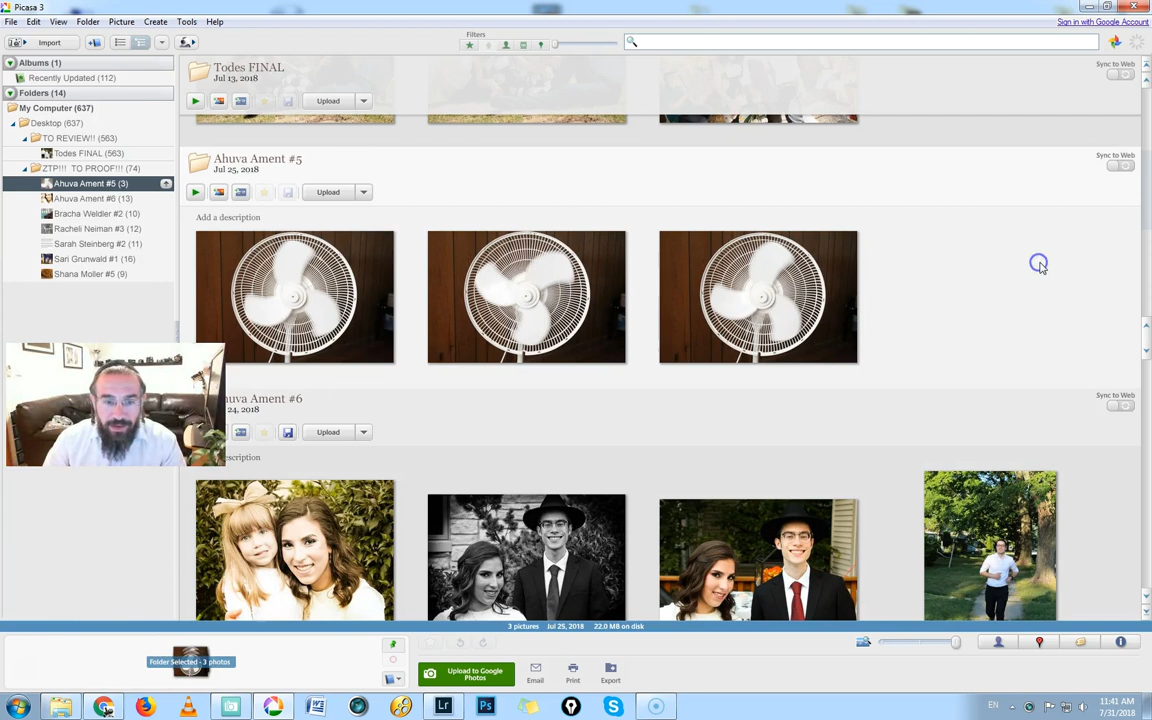 Picasa 3
File Edit View Folder Picture Create Tools Help
Sign in with Google Account
Import
Filters
Albums (1)
Recently Updated (112)
Folders (14)
My Computer (637)
Desktop (637)
TO REVIEW!! (563)
Todes FINAL (563)
ZTP!!! TO PROOF!!! (74)
Ahuva Ament #5 (3)
Ahuva Ament #6 (13)
Bracha Weldler #2 (10)
Racheli Neiman #3 (12)
Sarah Steinberg #2 (11)
Sari Grunwald #1 (16)
Shana Moller #5 (9)
Todes FINAL
Jul 13, 2018
Sync to Web
Upload
Ahuva Ament #5
Jul 25, 2018
Sync to Web
Upload
Add a description
uva Ament #6
24, 2018
Sync to Web
Upload
escription
3 pictures Jul 25, 2018 22.0 MB on disk
Folder Selected - 3 photos
Upload to Google Photos
Email
Print
Export
Lr
Ps
EN
11:41 AM
7/31/2018